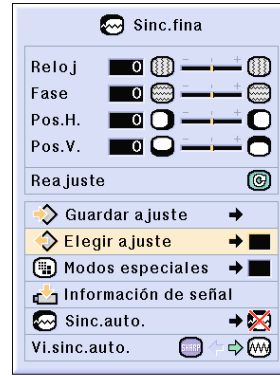 Sinc.fina
Reloj 0 - +
Fase 0 - +
Pos.H. 0 - +
Pos.V. 0 - +
Reajuste
Guardar ajuste
Elegir ajuste
Modos especiales
Información de señal
Sinc.auto.
Vi.sinc.auto. SHARP